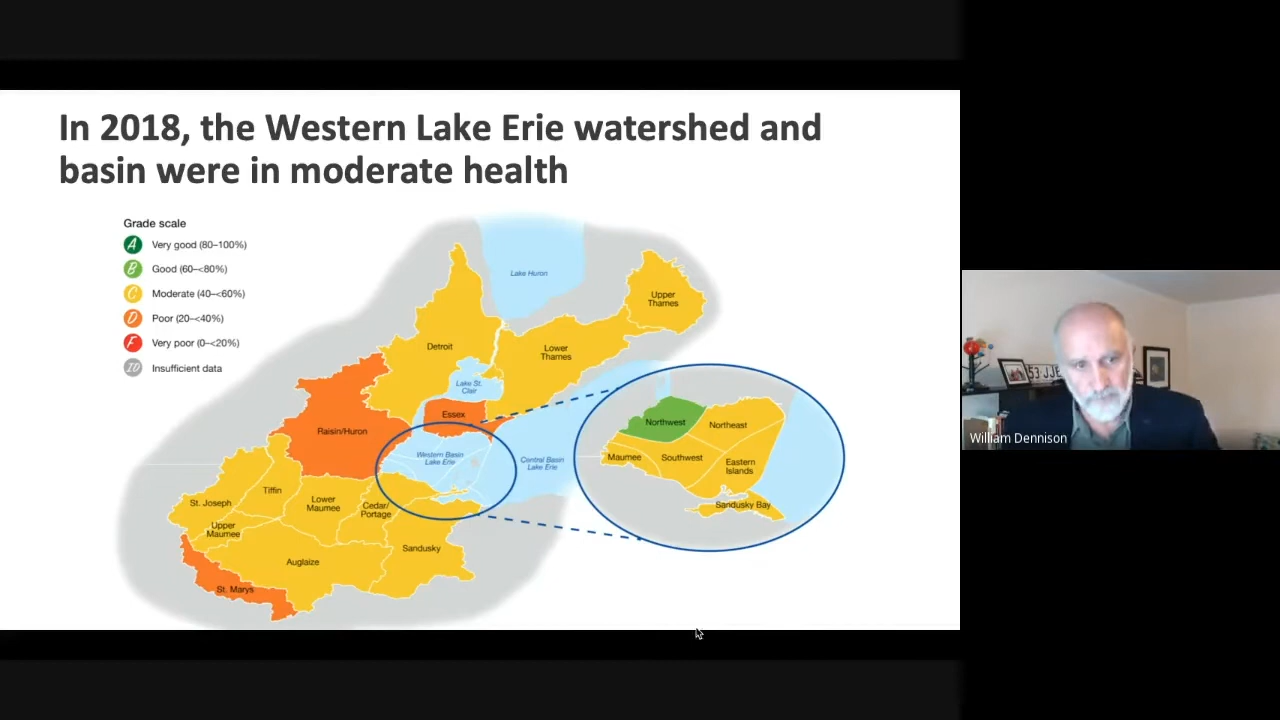 In 2018, the Western Lake Erie watershed and
basin were in moderate health
Grade scale
A Very good (80–100%)
B Good (60–<80%)
C Moderate (40–<60%)
D Poor (20–<40%)
F Very poor (0–<20%)
ID Insufficient data
Lake Huron
Upper
Thames
Detroit
Lower
Thames
Lake St.
Clair
Essex
Raisin/Huron
Western Basin
Lake Erie
Central Basin
Lake Erie
Northwest
Northeast
Maumee
Southwest
Eastern
Islands
Sandusky Bay
St. Joseph
Tiffin
Lower
Maumee
Cedar/
Portage
Upper
Maumee
Sandusky
Auglaize
St. Marys
William Dennison